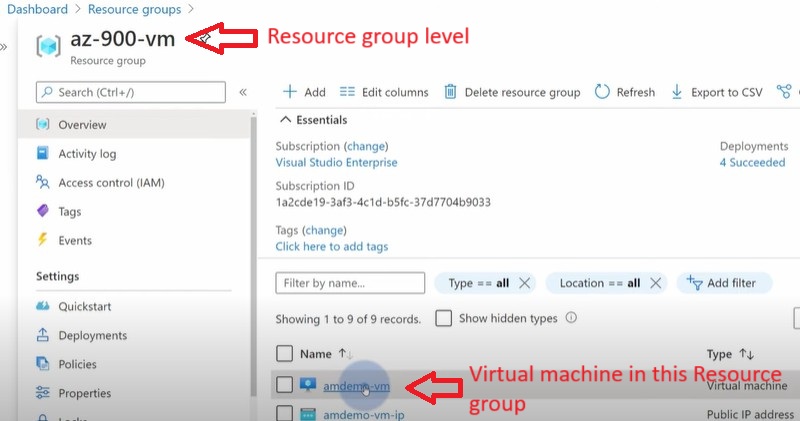 Dashboard > Resource groups >
az-900-vm
Resource group level
Resource group
Search (Ctrl+/)
Overview
Activity log
Access control (IAM)
Tags
Events
Settings
Quickstart
Deployments
Policies
Properties
Locks
Add
Edit columns
Delete resource group
Refresh
Export to CSV
Essentials
Subscription (change)
Visual Studio Enterprise
Deployments
4 Succeeded
Subscription ID
1a2cde19-3af3-4c1d-b5fc-37d7704b9033
Tags (change)
Click here to add tags
Filter by name...
Type == all
Location == all
Add filter
Showing 1 to 9 of 9 records.
Show hidden types
Name
Type
amdemo-vm
Virtual machine
Virtual machine in this Resource
group
amdemo-vm-ip
Public IP address